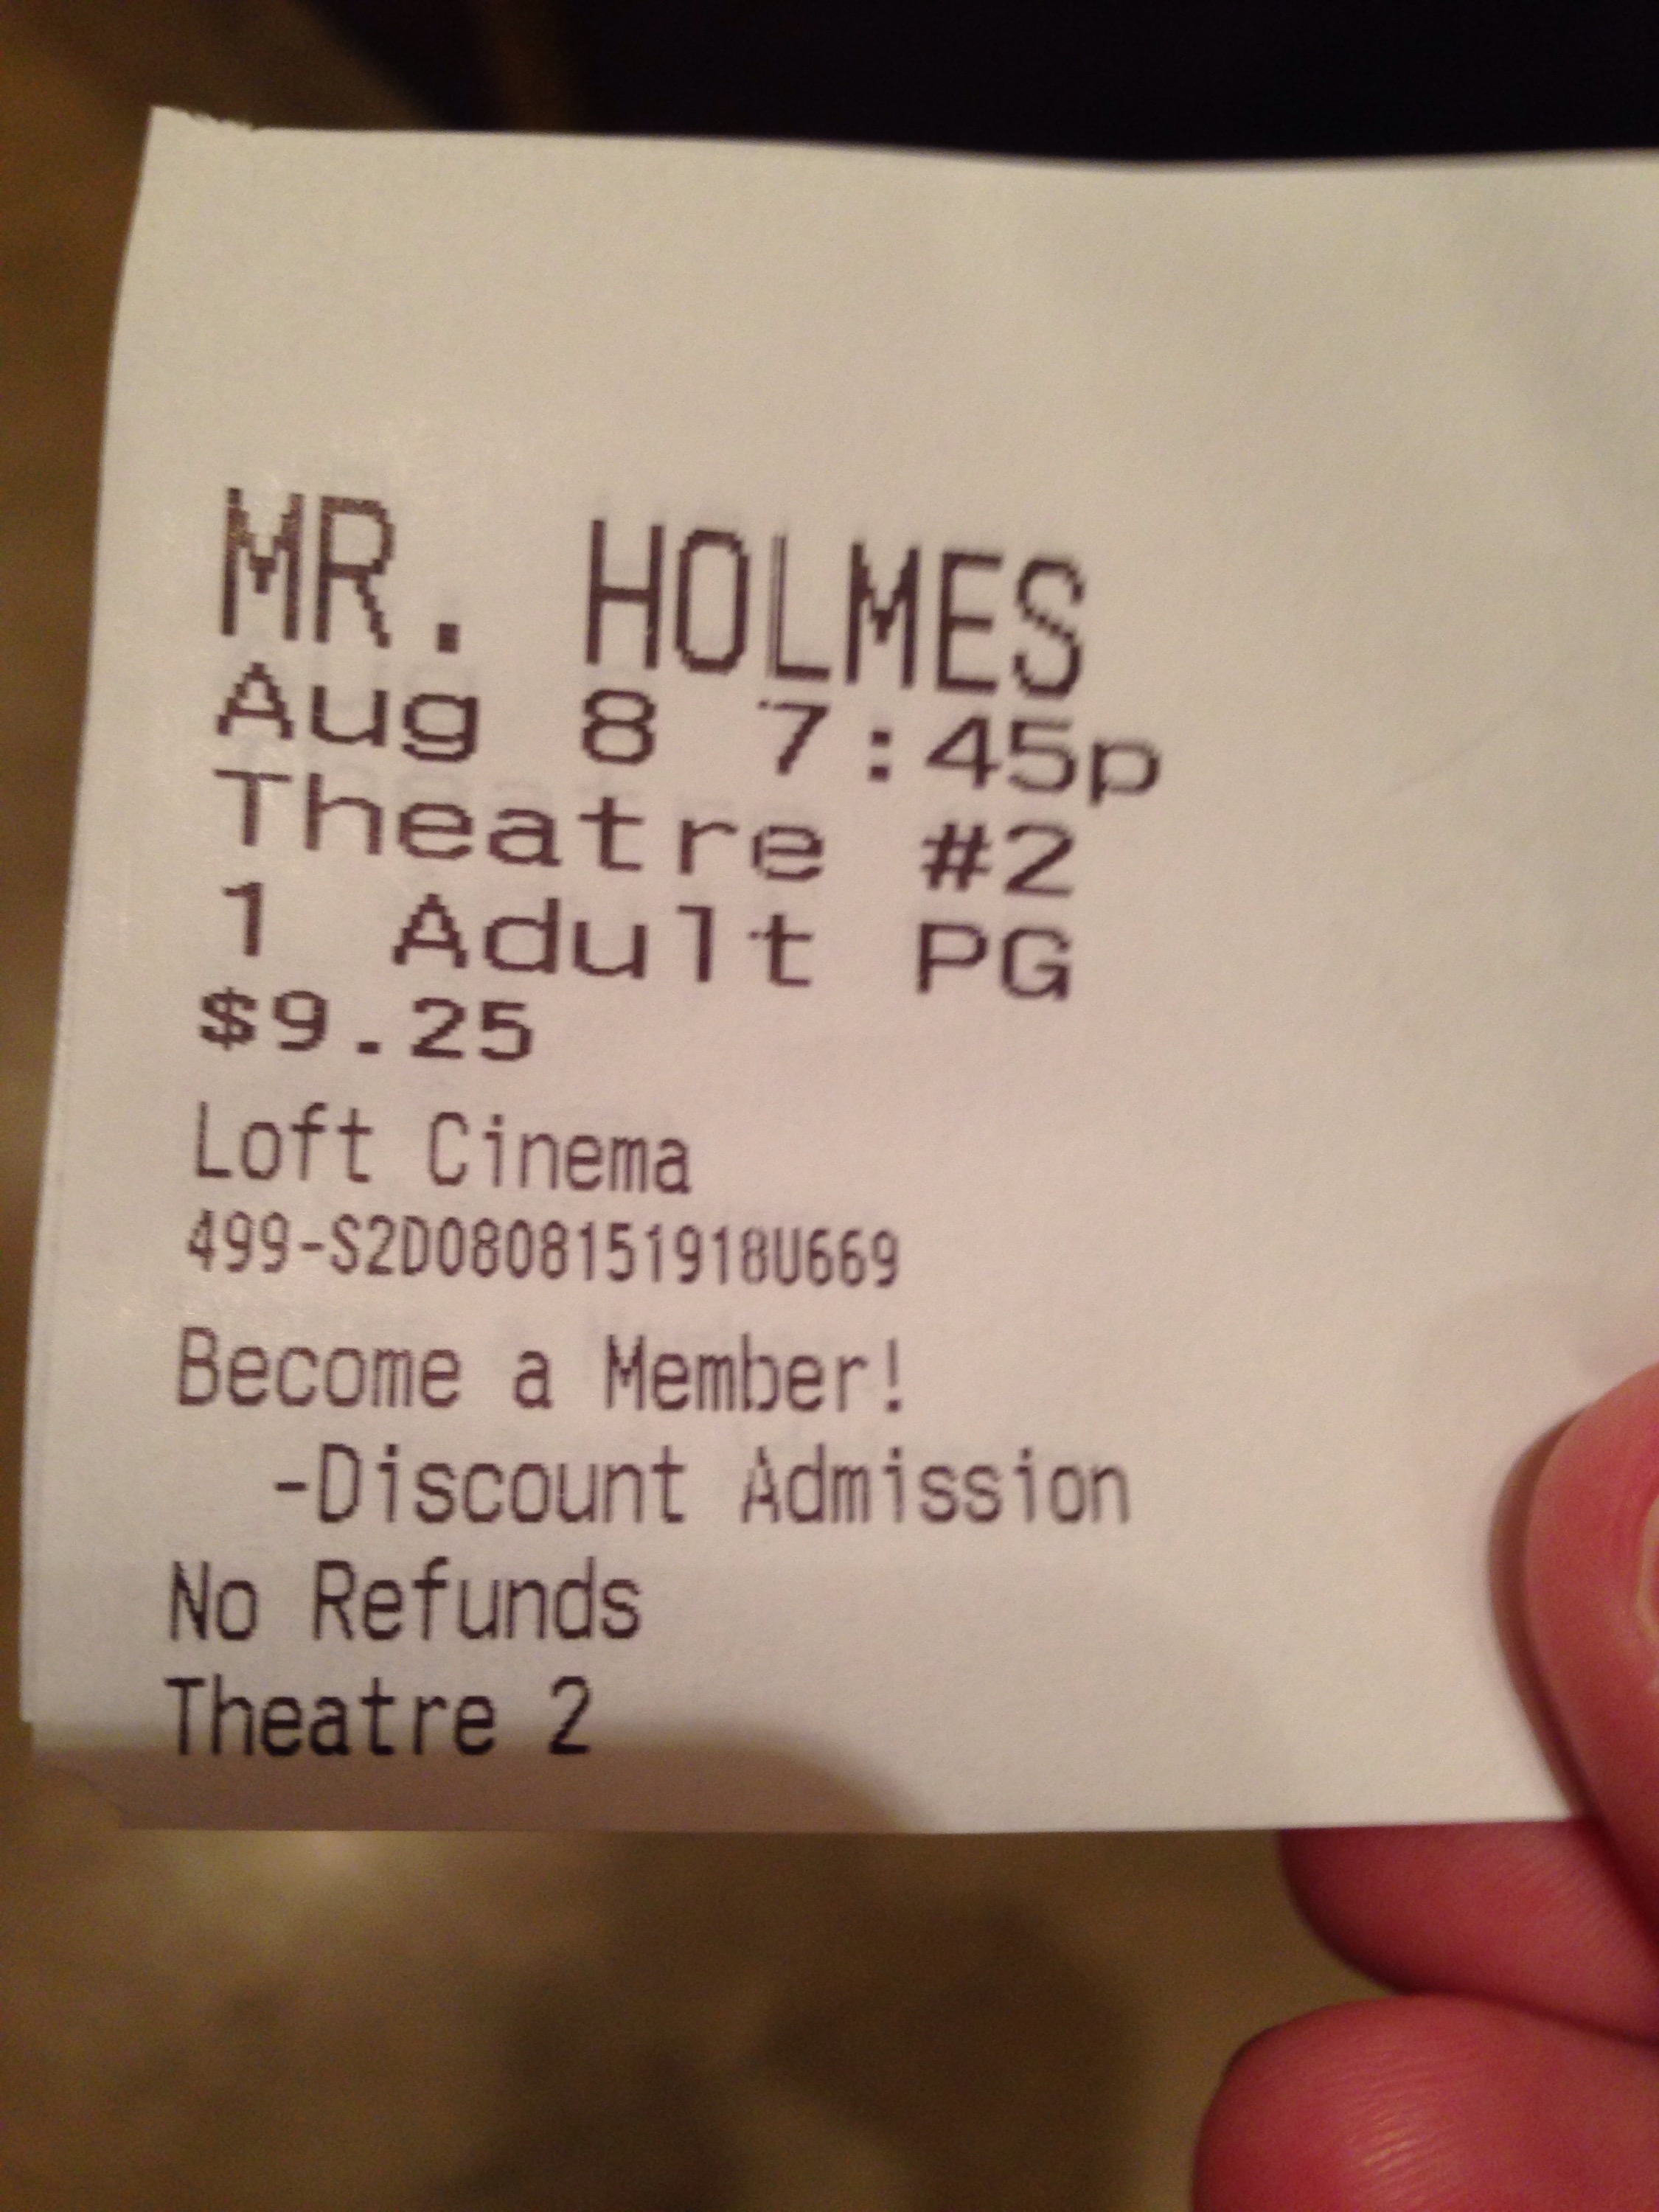 MR. HOLMES
Aug 8 7:45p
Theatre #2
1 Adult PG
$9.25
Loft Cinema
499-S2D0808151918U669
Become a Member!
-Discount Admission
No Refunds
Theatre 2